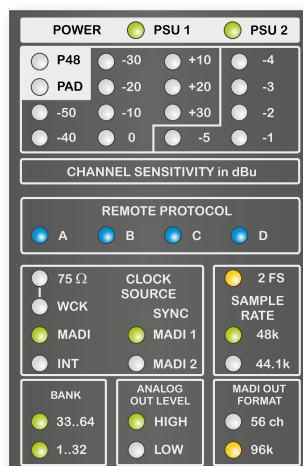 POWER PSU 1 PSU 2
P48 -30 +10 -4
PAD -20 +20 -3
-50 -10 +30 -2
-40 0 -5 -1
CHANNEL SENSITIVITY in dBu
REMOTE PROTOCOL
A B C D
75 Ω CLOCK SOURCE 2 FS
WCK SYNC SAMPLE RATE
MADI MADI 1 48k
INT MADI 2 44.1k
BANK ANALOG OUT LEVEL MADI OUT FORMAT
33..64 HIGH 56 ch
1..32 LOW 96k